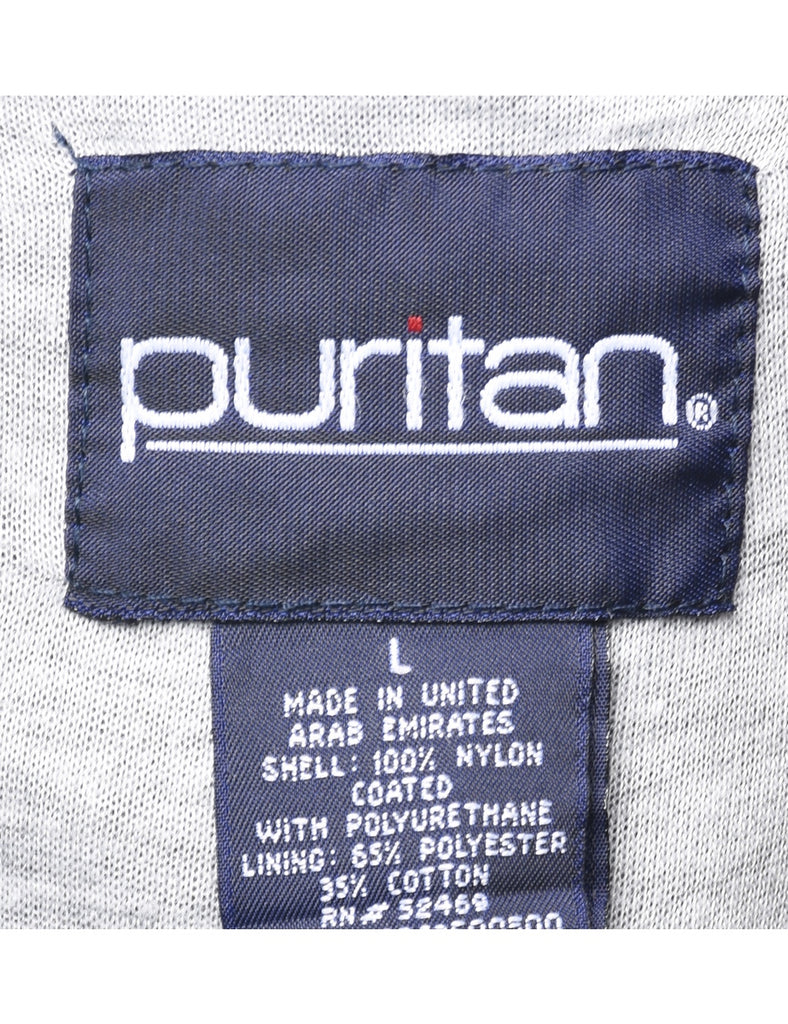 puritan®
L
MADE IN UNITED
ARAB EMIRATES
SHELL: 100% NYLON
COATED
WITH POLYURETHANE
LINING: 65% POLYESTER
35% COTTON
RN# 52469